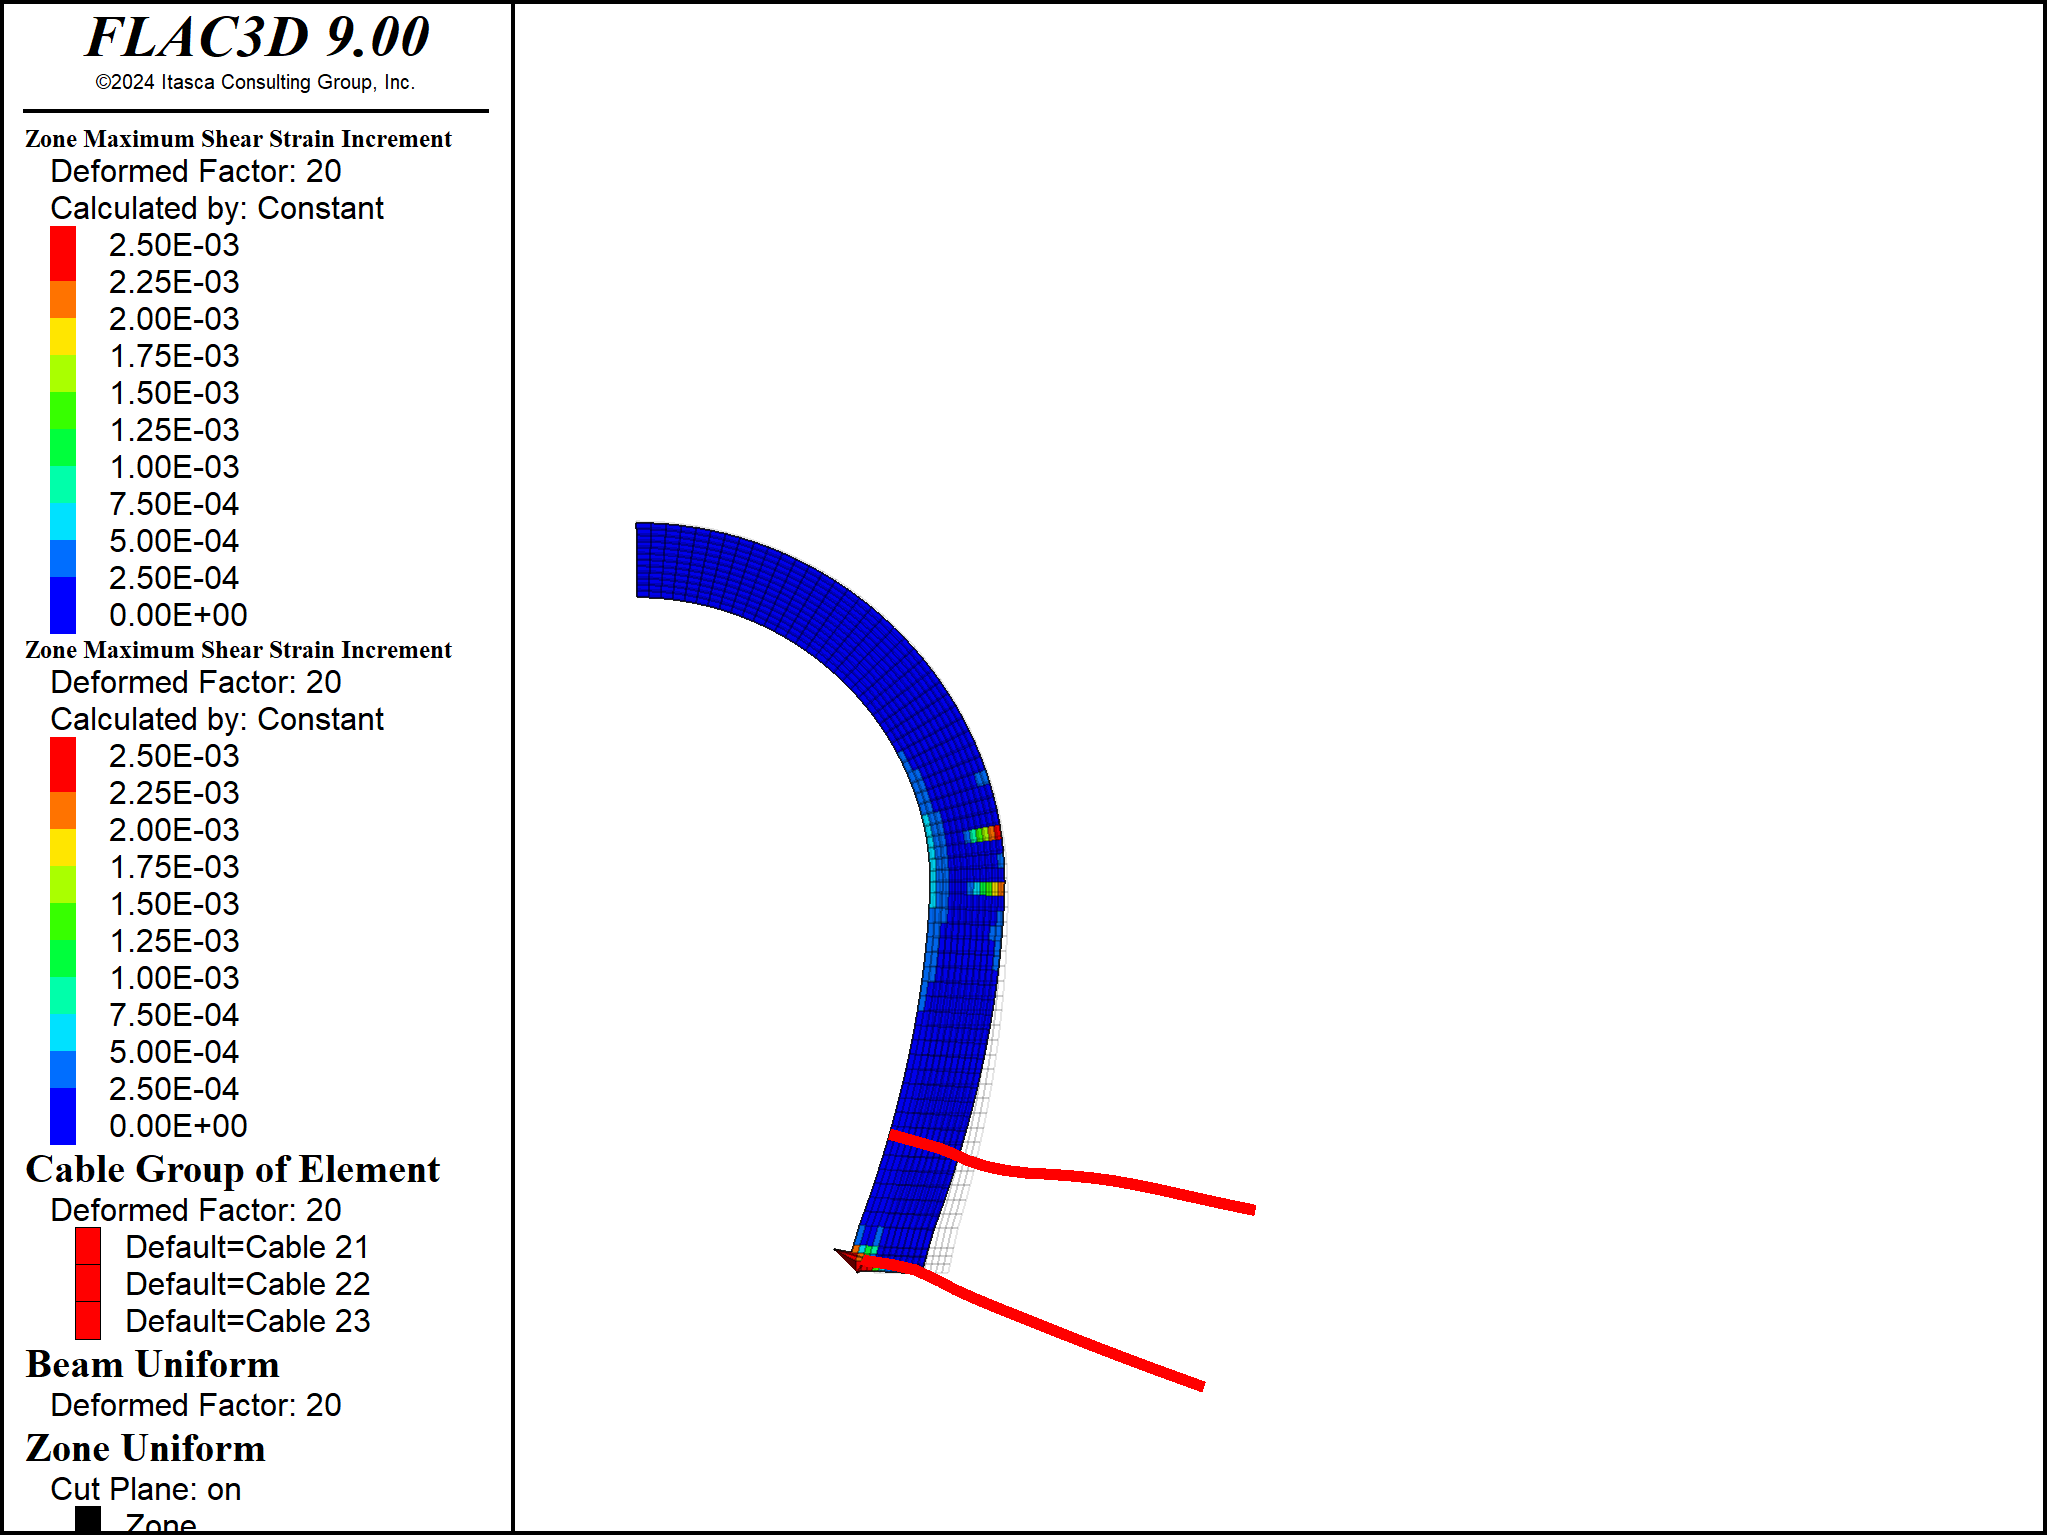 FLAC3D 9.00
©2024 Itasca Consulting Group, Inc.
Zone Maximum Shear Strain Increment
Deformed Factor: 20
Calculated by: Constant
2.50E-03
2.25E-03
2.00E-03
1.75E-03
1.50E-03
1.25E-03
1.00E-03
7.50E-04
5.00E-04
2.50E-04
0.00E+00
Zone Maximum Shear Strain Increment
Deformed Factor: 20
Calculated by: Constant
2.50E-03
2.25E-03
2.00E-03
1.75E-03
1.50E-03
1.25E-03
1.00E-03
7.50E-04
5.00E-04
2.50E-04
0.00E+00
Cable Group of Element
Deformed Factor: 20
Default=Cable 21
Default=Cable 22
Default=Cable 23
Beam Uniform
Deformed Factor: 20
Zone Uniform
Cut Plane: on
Zone